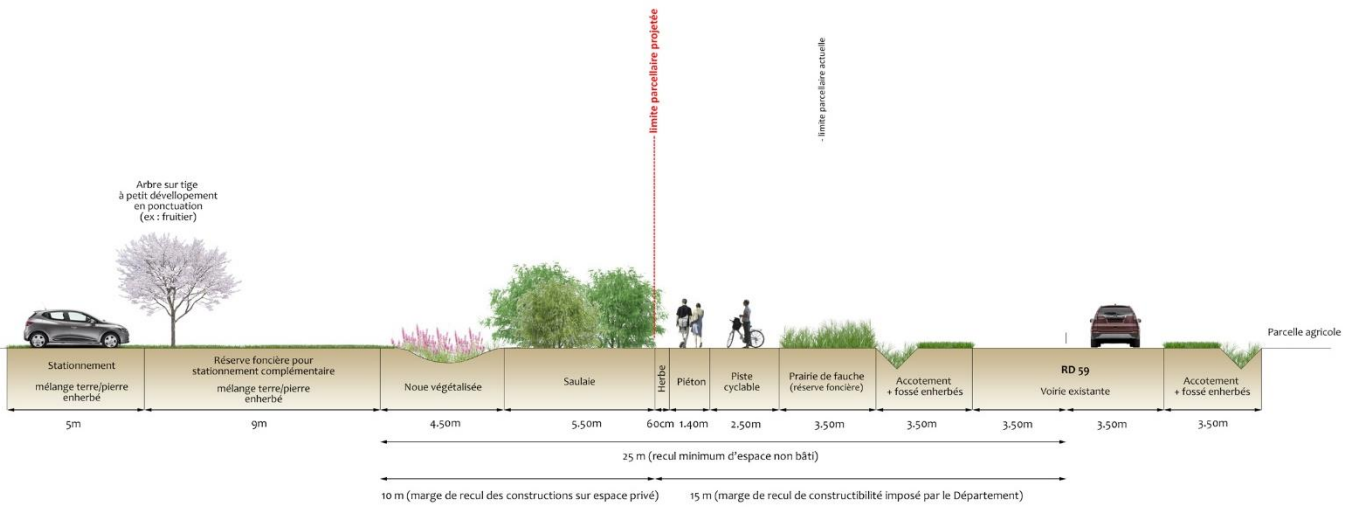 limite parcellaire projetée
- limite parcellaire actuelle
Arbre sur tige
à petit dévellopement
en ponctuation
(ex : fruitier)
Parcelle agricole
Stationnement
mélange terre/pierre
enherbé
Réserve foncière pour
stationnement complémentaire
mélange terre/pierre
enherbé
Noue végétalisée
Saulaie
Herbe
Piéton
Piste
cyclable
Prairie de fauche
(réserve foncière)
Accotement
+ fossé enherbés
RD 59
Voirie existante
Accotement
+ fossé enherbés
5m
9m
4.50m
5.50m
60cm
1.40m
2.50m
3.50m
3.50m
3.50m
3.50m
3.50m
25 m (recul minimum d'espace non bâti)
10 m (marge de recul des constructions sur espace privé)
15 m (marge de recul de constructibilité imposé par le Département)